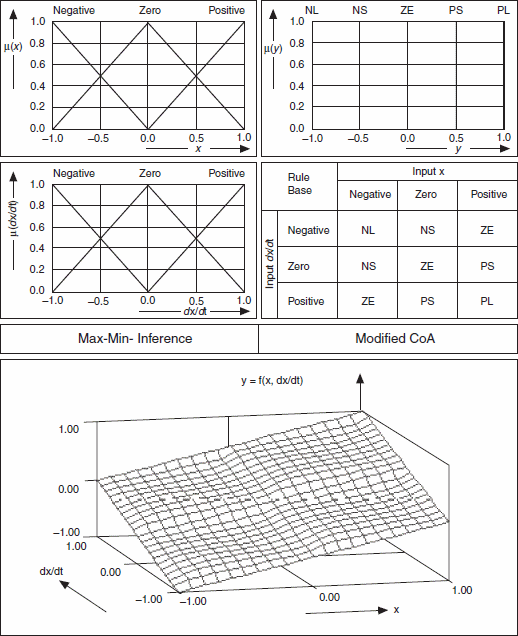 Negative Zero Positive
μ(x)
1.0
0.8
0.6
0.4
0.2
0.0
−1.0 −0.5 0.0 0.5 1.0
x
NL NS ZE PS PL
μ(y)
1.0
0.8
0.6
0.4
0.2
0.0
−1.0 −0.5 0.0 0.5 1.0
y
Negative Zero Positive
μ(dx/dt)
1.0
0.8
0.6
0.4
0.2
0.0
−1.0 −0.5 0.0 0.5 1.0
dx/dt
Rule
Base
Input x
Negative Zero Positive
Input dx/dt
Negative NL NS ZE
Zero NS ZE PS
Positive ZE PS PL
Max-Min- Inference Modified CoA
y = f(x, dx/dt)
1.00
0.00
−1.00
1.00
dx/dt
0.00
−1.00
−1.00
0.00
1.00
x